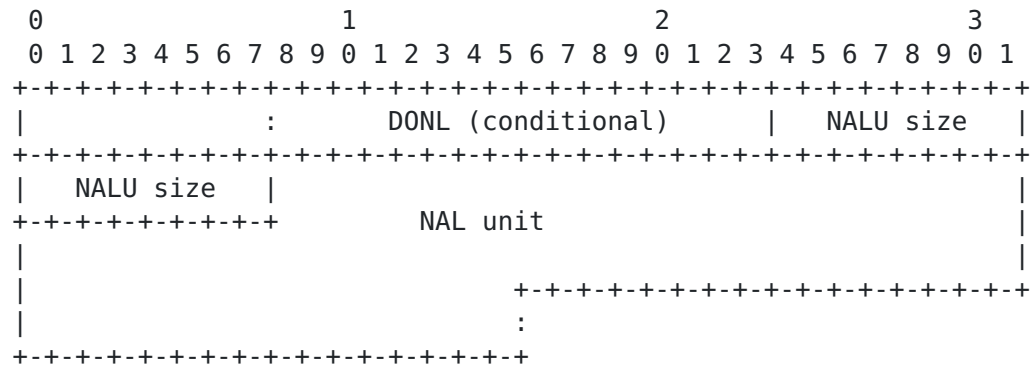 0 1 2 3
0 1 2 3 4 5 6 7 8 9 0 1 2 3 4 5 6 7 8 9 0 1 2 3 4 5 6 7 8 9 0 1
+-+-+-+-+-+-+-+-+-+-+-+-+-+-+-+-+-+-+-+-+-+-+-+-+-+-+-+-+-+-+-+-+
| : DONL (conditional) | NALU size |
+-+-+-+-+-+-+-+-+-+-+-+-+-+-+-+-+-+-+-+-+-+-+-+-+-+-+-+-+-+-+-+-+
| NALU size | |
+-+-+-+-+-+-+-+-+ NAL unit |
| |
| +-+-+-+-+-+-+-+-+-+-+-+-+-+-+-+-+
| :
+-+-+-+-+-+-+-+-+-+-+-+-+-+-+-+-+